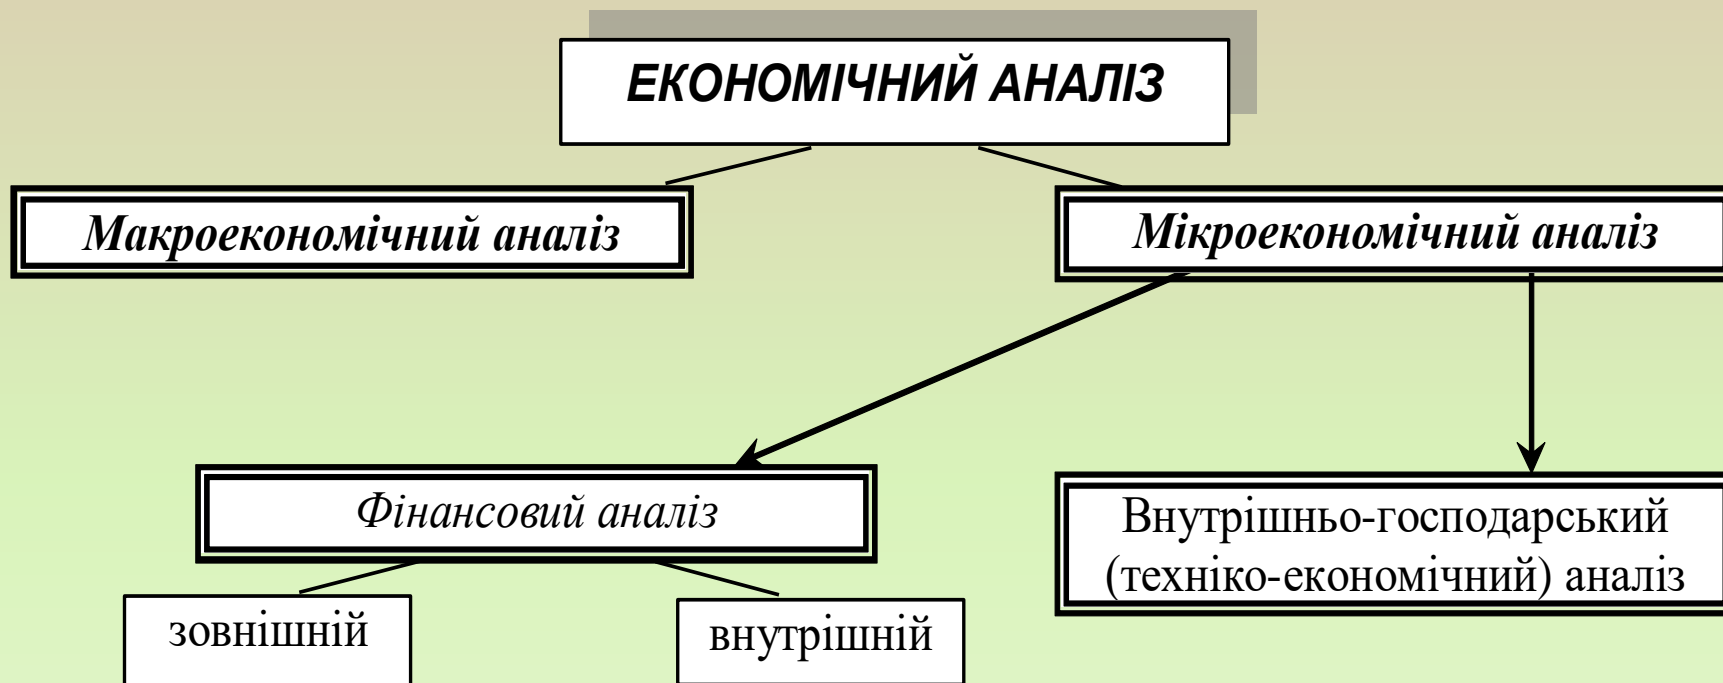 ЕКОНОМІЧНИЙ АНАЛІЗ
Макроекономічний аналіз
Мікроекономічний аналіз
Фінансовий аналіз
Внутрішньо-господарський
(техніко-економічний) аналіз
зовнішній
внутрішній